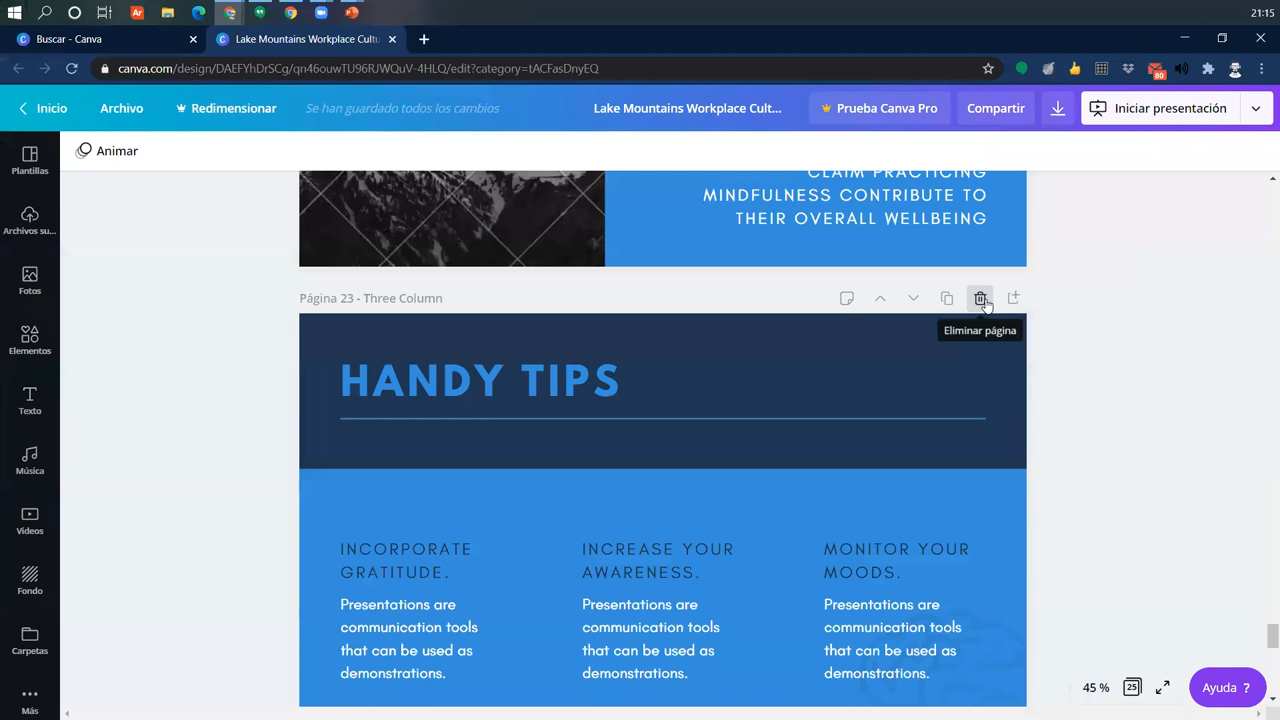 Ar
21:15
Buscar - Canva
Lake Mountains Workplace Cultu
canva.com/design/DAEFYhDrSCg/qn46ouwTU96RJWQuV-4HLQ/edit?category=tACFasDnyEQ
80
Inicio
Archivo
Redimensionar
Se han guardado todos los cambios
Lake Mountains Workplace Cult...
Prueba Canva Pro
Compartir
Iniciar presentación
Animar
Plantillas
Archivos su...
Fotos
Elementos
Texto
Música
Vídeos
Fondo
Carpetas
Más
CLAIM PRACTICING
MINDFULNESS CONTRIBUTE TO
THEIR OVERALL WELLBEING
Página 23 - Three Column
Eliminar página
HANDY TIPS
INCORPORATE
GRATITUDE.
Presentations are
communication tools
that can be used as
demonstrations.
INCREASE YOUR
AWARENESS.
Presentations are
communication tools
that can be used as
demonstrations.
MONITOR YOUR
MOODS.
Presentations are
communication tools
that can be used as
demonstrations.
45 %
25
Ayuda ?